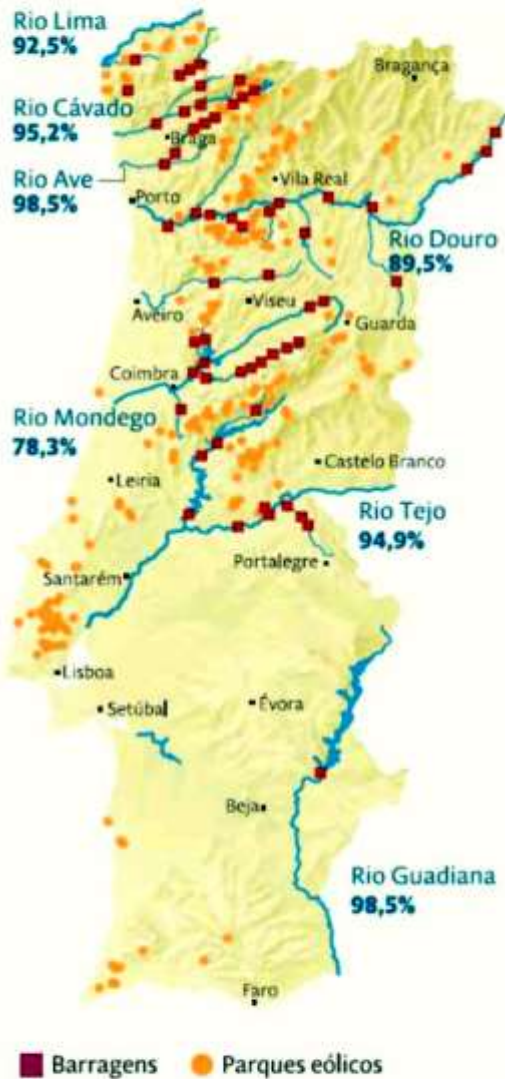 Rio Lima
92,5%
Bragança
Rio Cávado
95,2%
Braga
Rio Ave
98,5%
Vila Real
Porto
Rio Douro
89,5%
Aveiro
Viseu
Guarda
Coimbra
Rio Mondego
78,3%
Castelo Branco
Leiria
Rio Tejo
94,9%
Portalegre
Santarém
Lisboa
Setúbal
Évora
Beja
Rio Guadiana
98,5%
Faro
Barragens
Parques eólicos